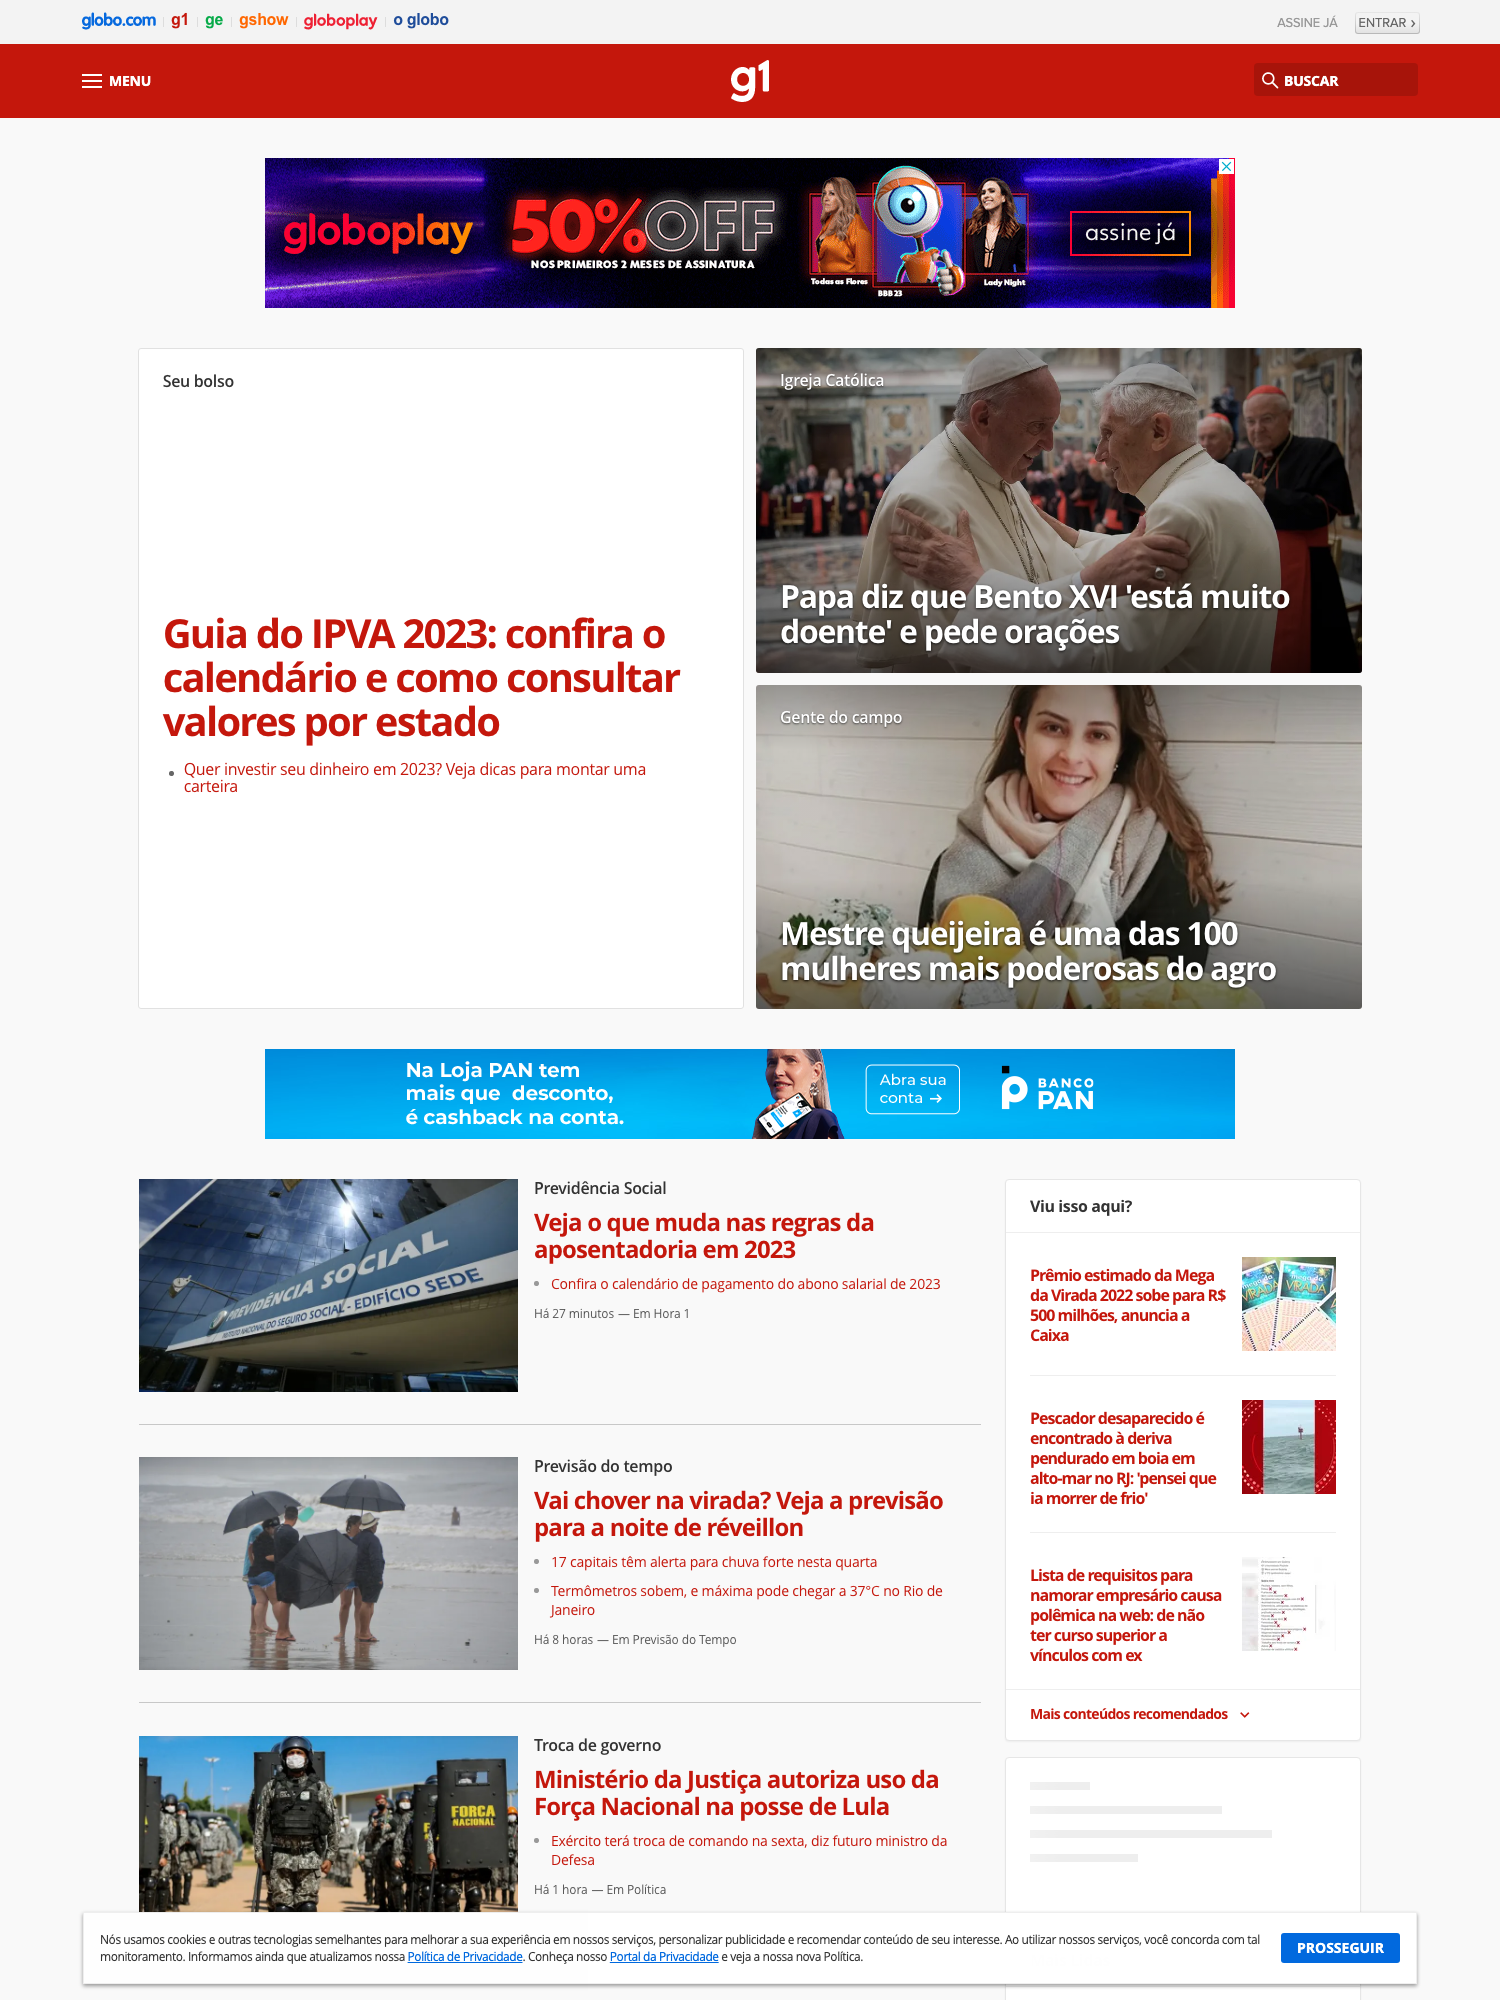 globo.com
g1
ge
gshow
globoplay
o globo
ASSINE JÁ
ENTRAR ›
MENU
g1
BUSCAR
globoplay
50%OFF
NOS PRIMEIROS 2 MESES DE ASSINATURA
Todas as Flores
BBB 23
Lady Night
assine já
Seu bolso
Guia do IPVA 2023: confira o
calendário e como consultar
valores por estado
Quer investir seu dinheiro em 2023? Veja dicas para montar uma
carteira
Igreja Católica
Papa diz que Bento XVI 'está muito
doente' e pede orações
Gente do campo
Mestre queijeira é uma das 100
mulheres mais poderosas do agro
Na Loja PAN tem
mais que desconto,
é cashback na conta.
Abra sua
conta →
BANCO
PAN
PREVIDÊNCIA SOCIAL
INSTITUTO NACIONAL DO SEGURO SOCIAL - EDIFÍCIO SEDE
Previdência Social
Veja o que muda nas regras da
aposentadoria em 2023
Confira o calendário de pagamento do abono salarial de 2023
Há 27 minutos — Em Hora 1
Previsão do tempo
Vai chover na virada? Veja a previsão
para a noite de réveillon
17 capitais têm alerta para chuva forte nesta quarta
Termômetros sobem, e máxima pode chegar a 37°C no Rio de
Janeiro
Há 8 horas — Em Previsão do Tempo
FORÇA
NACIONAL
Troca de governo
Ministério da Justiça autoriza uso da
Força Nacional na posse de Lula
Exército terá troca de comando na sexta, diz futuro ministro da
Defesa
Há 1 hora — Em Política
Viu isso aqui?
Prêmio estimado da Mega
da Virada 2022 sobe para R$
500 milhões, anuncia a
Caixa
VIRADA
Pescador desaparecido é
encontrado à deriva
pendurado em boia em
alto-mar no RJ: 'pensei que
ia morrer de frio'
Lista de requisitos para
namorar empresário causa
polêmica na web: de não
ter curso superior a
vínculos com ex
Mais conteúdos recomendados
Nós usamos cookies e outras tecnologias semelhantes para melhorar a sua experiência em nossos serviços, personalizar publicidade e recomendar conteúdo de seu interesse. Ao utilizar nossos serviços, você concorda com tal
monitoramento. Informamos ainda que atualizamos nossa Política de Privacidade. Conheça nosso Portal da Privacidade e veja a nossa nova Política.
PROSSEGUIR